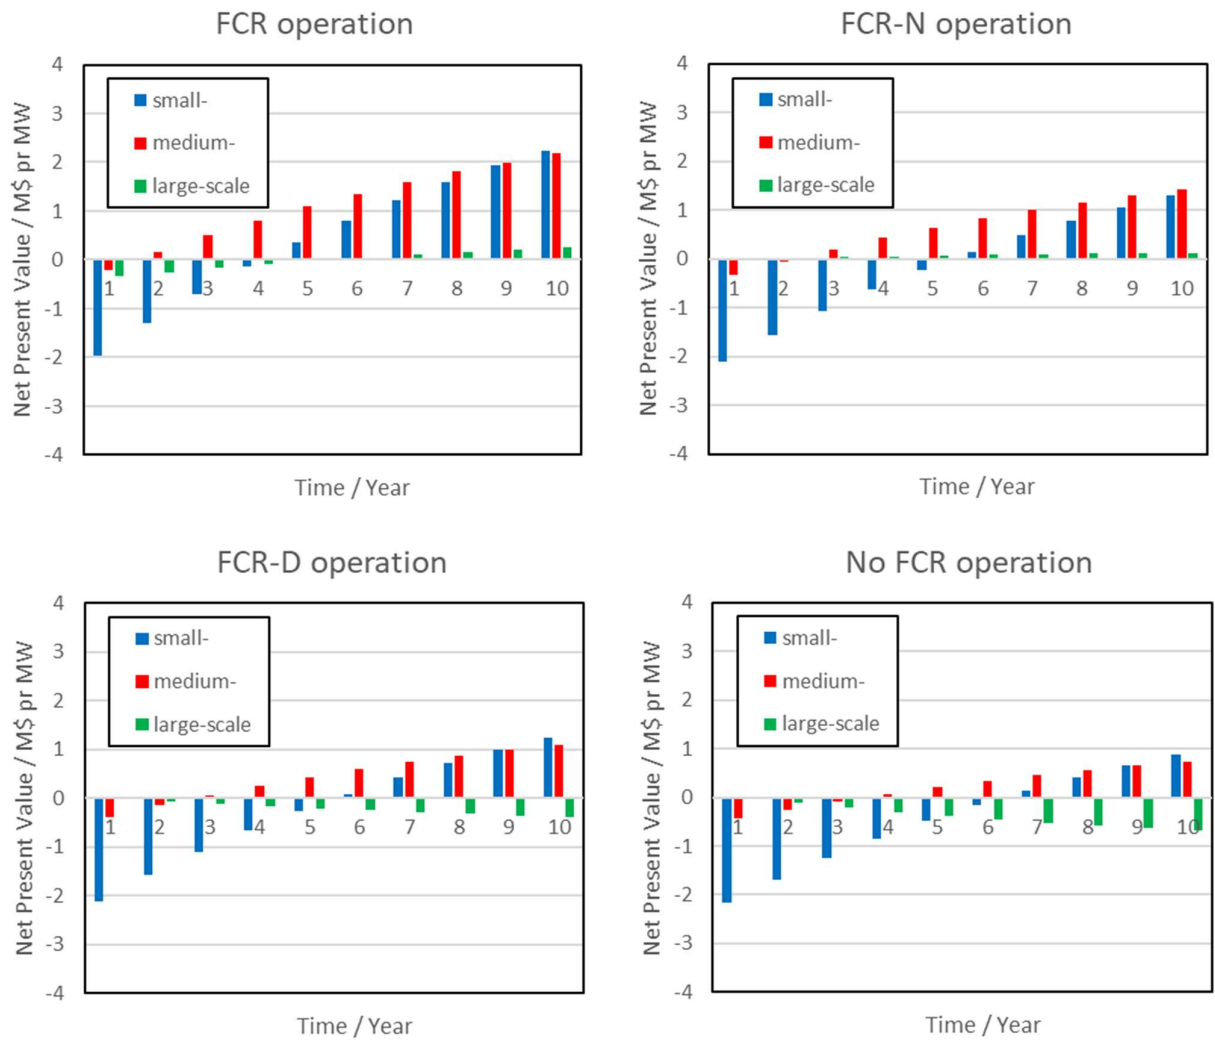 FCR operation
Net Present Value / M$ pr MW
4
3
2
1
0
-1
-2
-3
-4
small-
medium-
large-scale
1 2 3 4 5 6 7 8 9 10
Time / Year
FCR-N operation
Net Present Value / M$ pr MW
4
3
2
1
0
-1
-2
-3
-4
small-
medium-
large-scale
1 2 3 4 5 6 7 8 9 10
Time / Year
FCR-D operation
Net Present Value / M$ pr MW
4
3
2
1
0
-1
-2
-3
-4
small-
medium-
large-scale
1 2 3 4 5 6 7 8 9 10
Time / Year
No FCR operation
Net Present Value / M$ pr MW
4
3
2
1
0
-1
-2
-3
-4
small-
medium-
large-scale
1 2 3 4 5 6 7 8 9 10
Time / Year